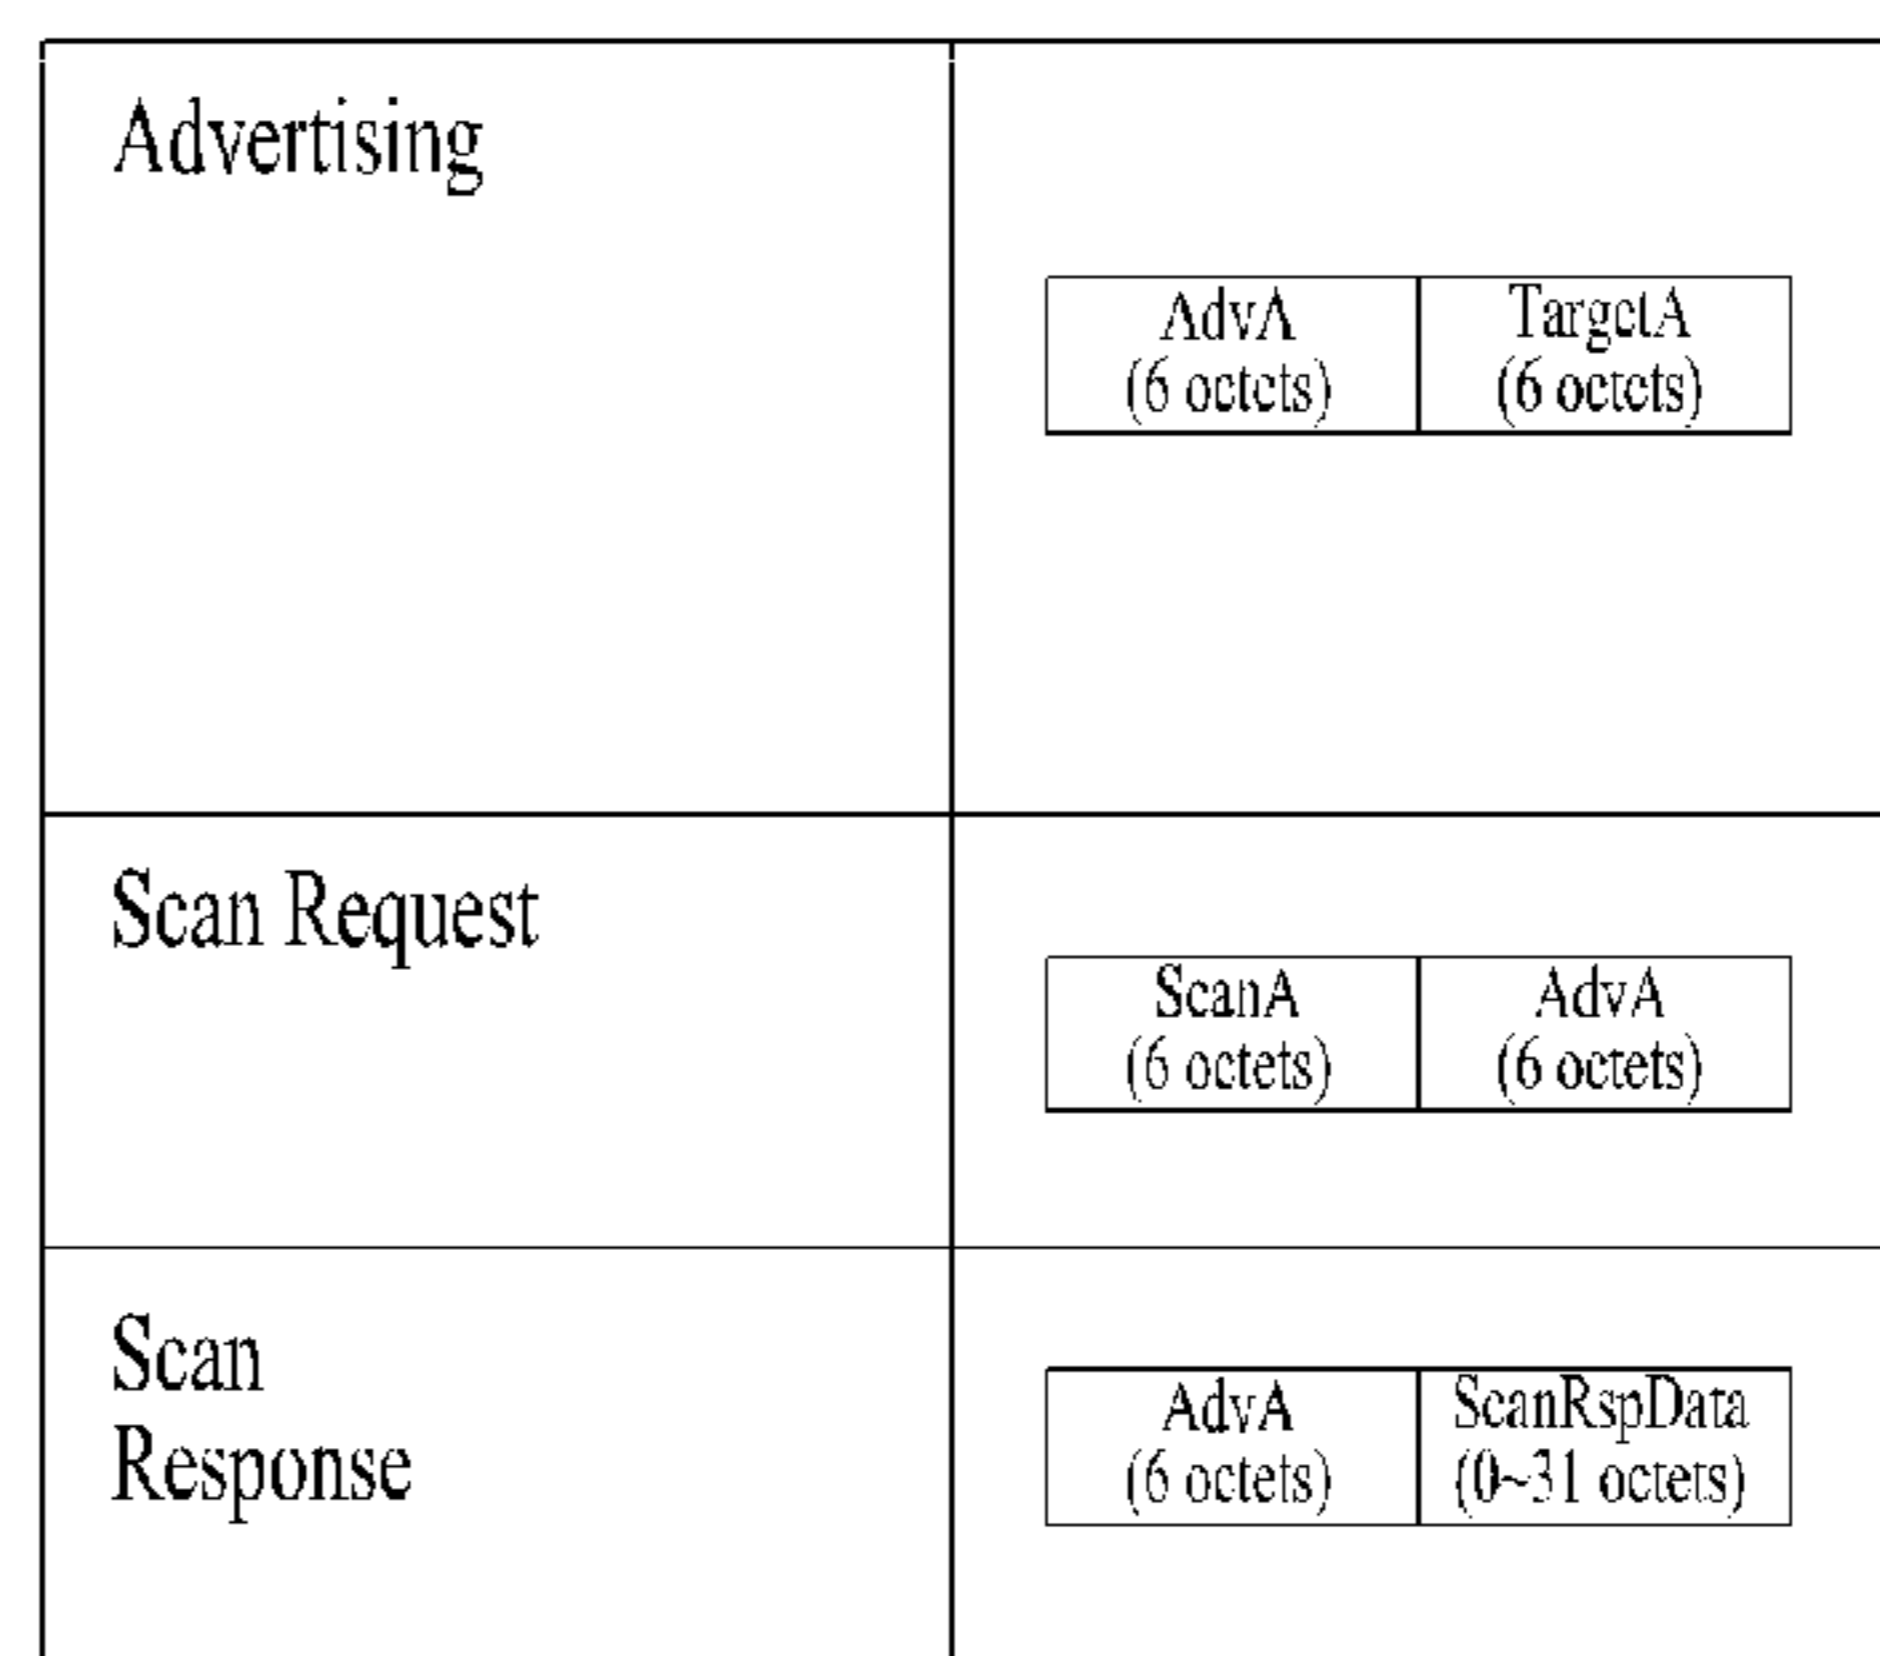 Advertising
AdvA TargetA
(6 octets) (6 octets)
Scan Request
ScanA AdvA
(6 octets) (6 octets)
Scan
Response
AdvA ScanRspData
(6 octets) (0~31 octets)